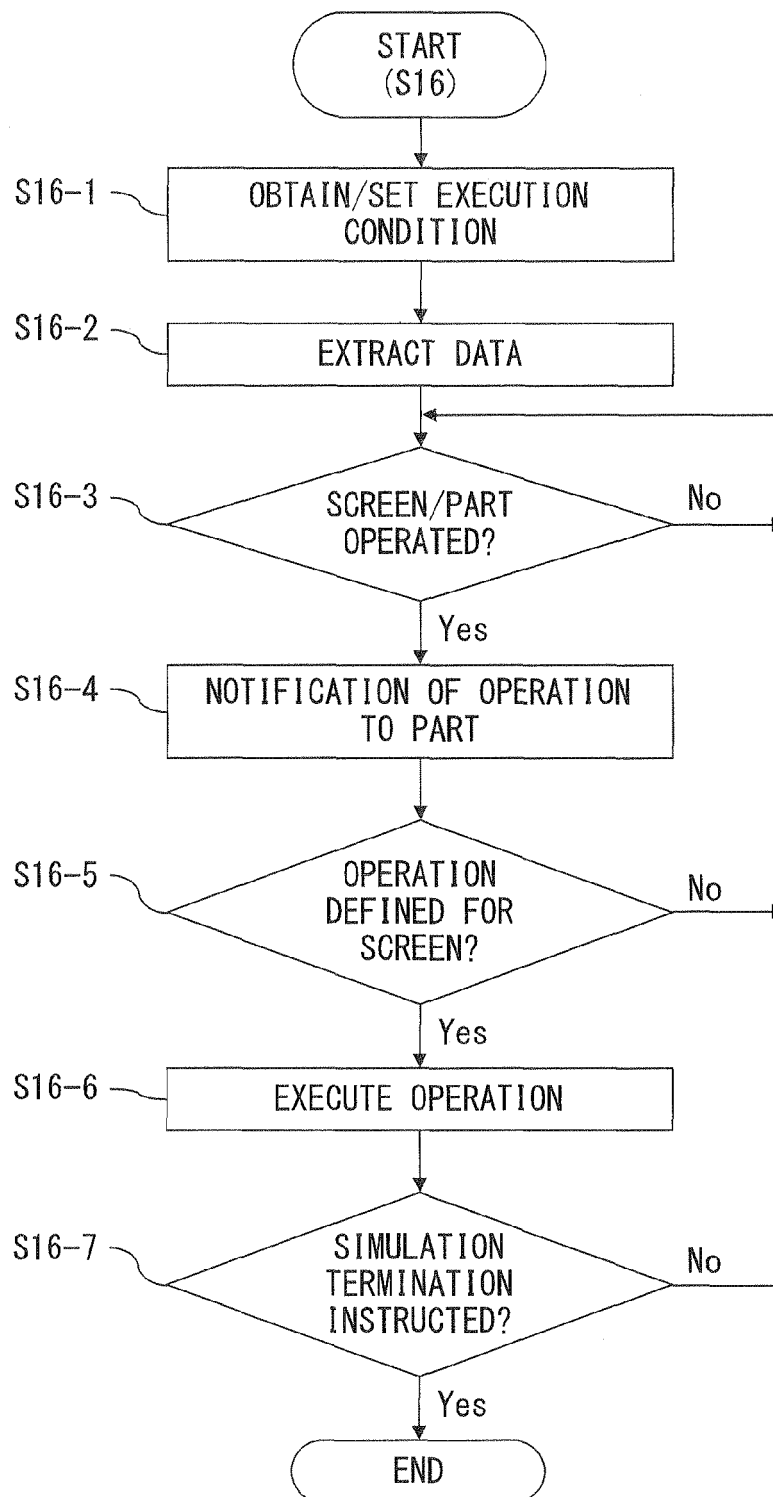 START
(S16)
S16-1
OBTAIN/SET EXECUTION
CONDITION
S16-2
EXTRACT DATA
S16-3
SCREEN/PART
OPERATED?
No
Yes
S16-4
NOTIFICATION OF OPERATION
TO PART
S16-5
OPERATION
DEFINED FOR
SCREEN?
No
Yes
S16-6
EXECUTE OPERATION
S16-7
SIMULATION
TERMINATION
INSTRUCTED?
No
Yes
END